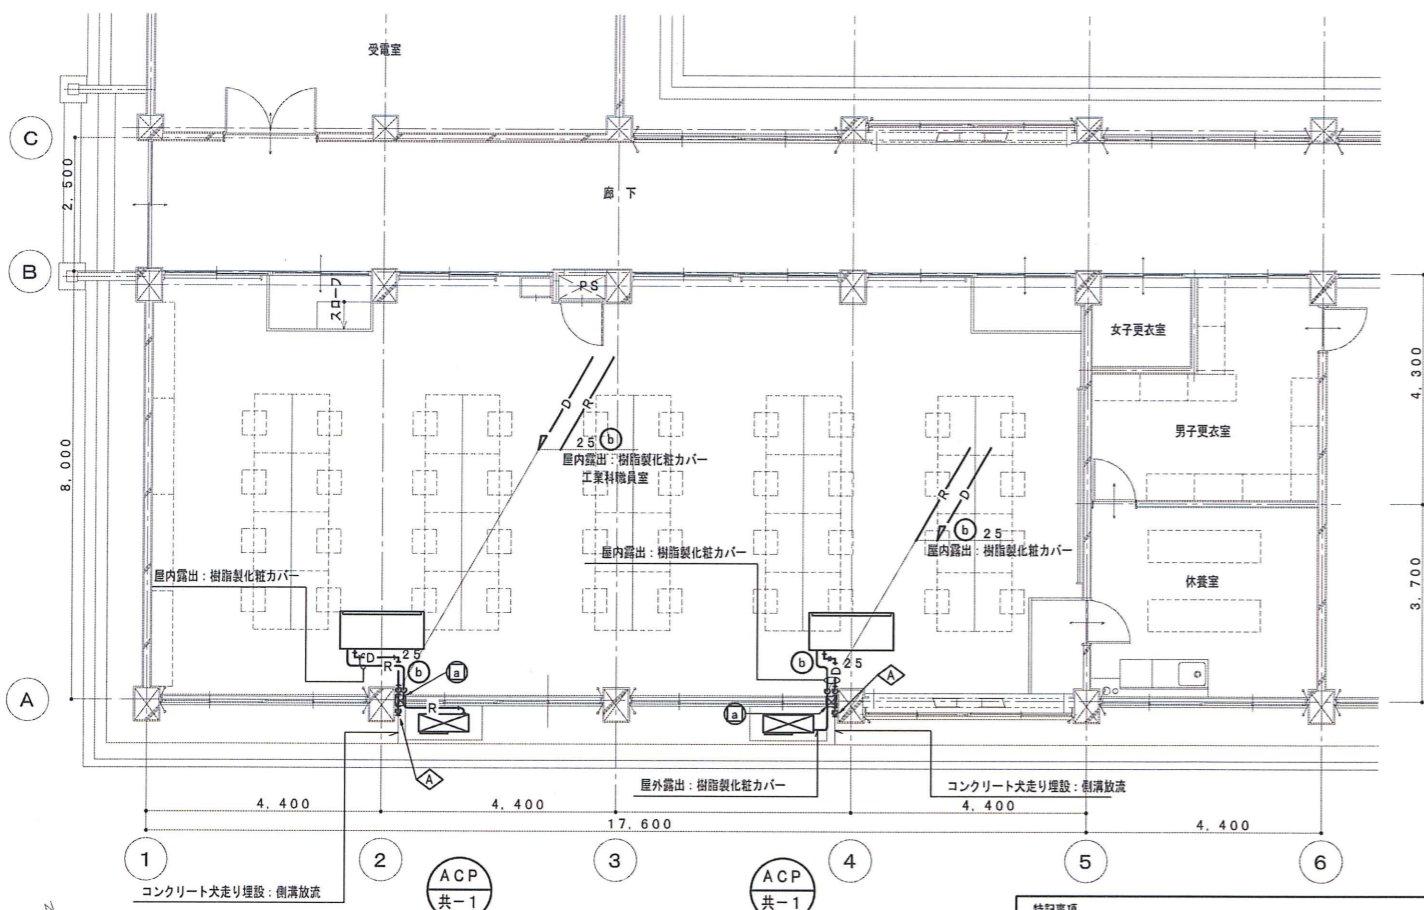 受電室
C
2,500
廊 下
B
PS
スローブ
女子更衣室
4,300
男子更衣室
D
R
25 b
屋内露出：樹脂製化粧カバー
工業科職員室
8,000
R
D
b 25
屋内露出：樹脂製化粧カバー
屋内露出：樹脂製化粧カバー
屋内露出：樹脂製化粧カバー
休養室
3,700
D
R
25
b
a
R
A
A
b
25
D
a
A
屋外露出：樹脂製化粧カバー
コンクリート犬走り埋設：側溝放流
4,400
4,400
4,400
17,600
4,400
1
2
3
4
5
6
コンクリート犬走り埋設：側溝放流
ACP
共-1
ACP
共-1
N
特記事項